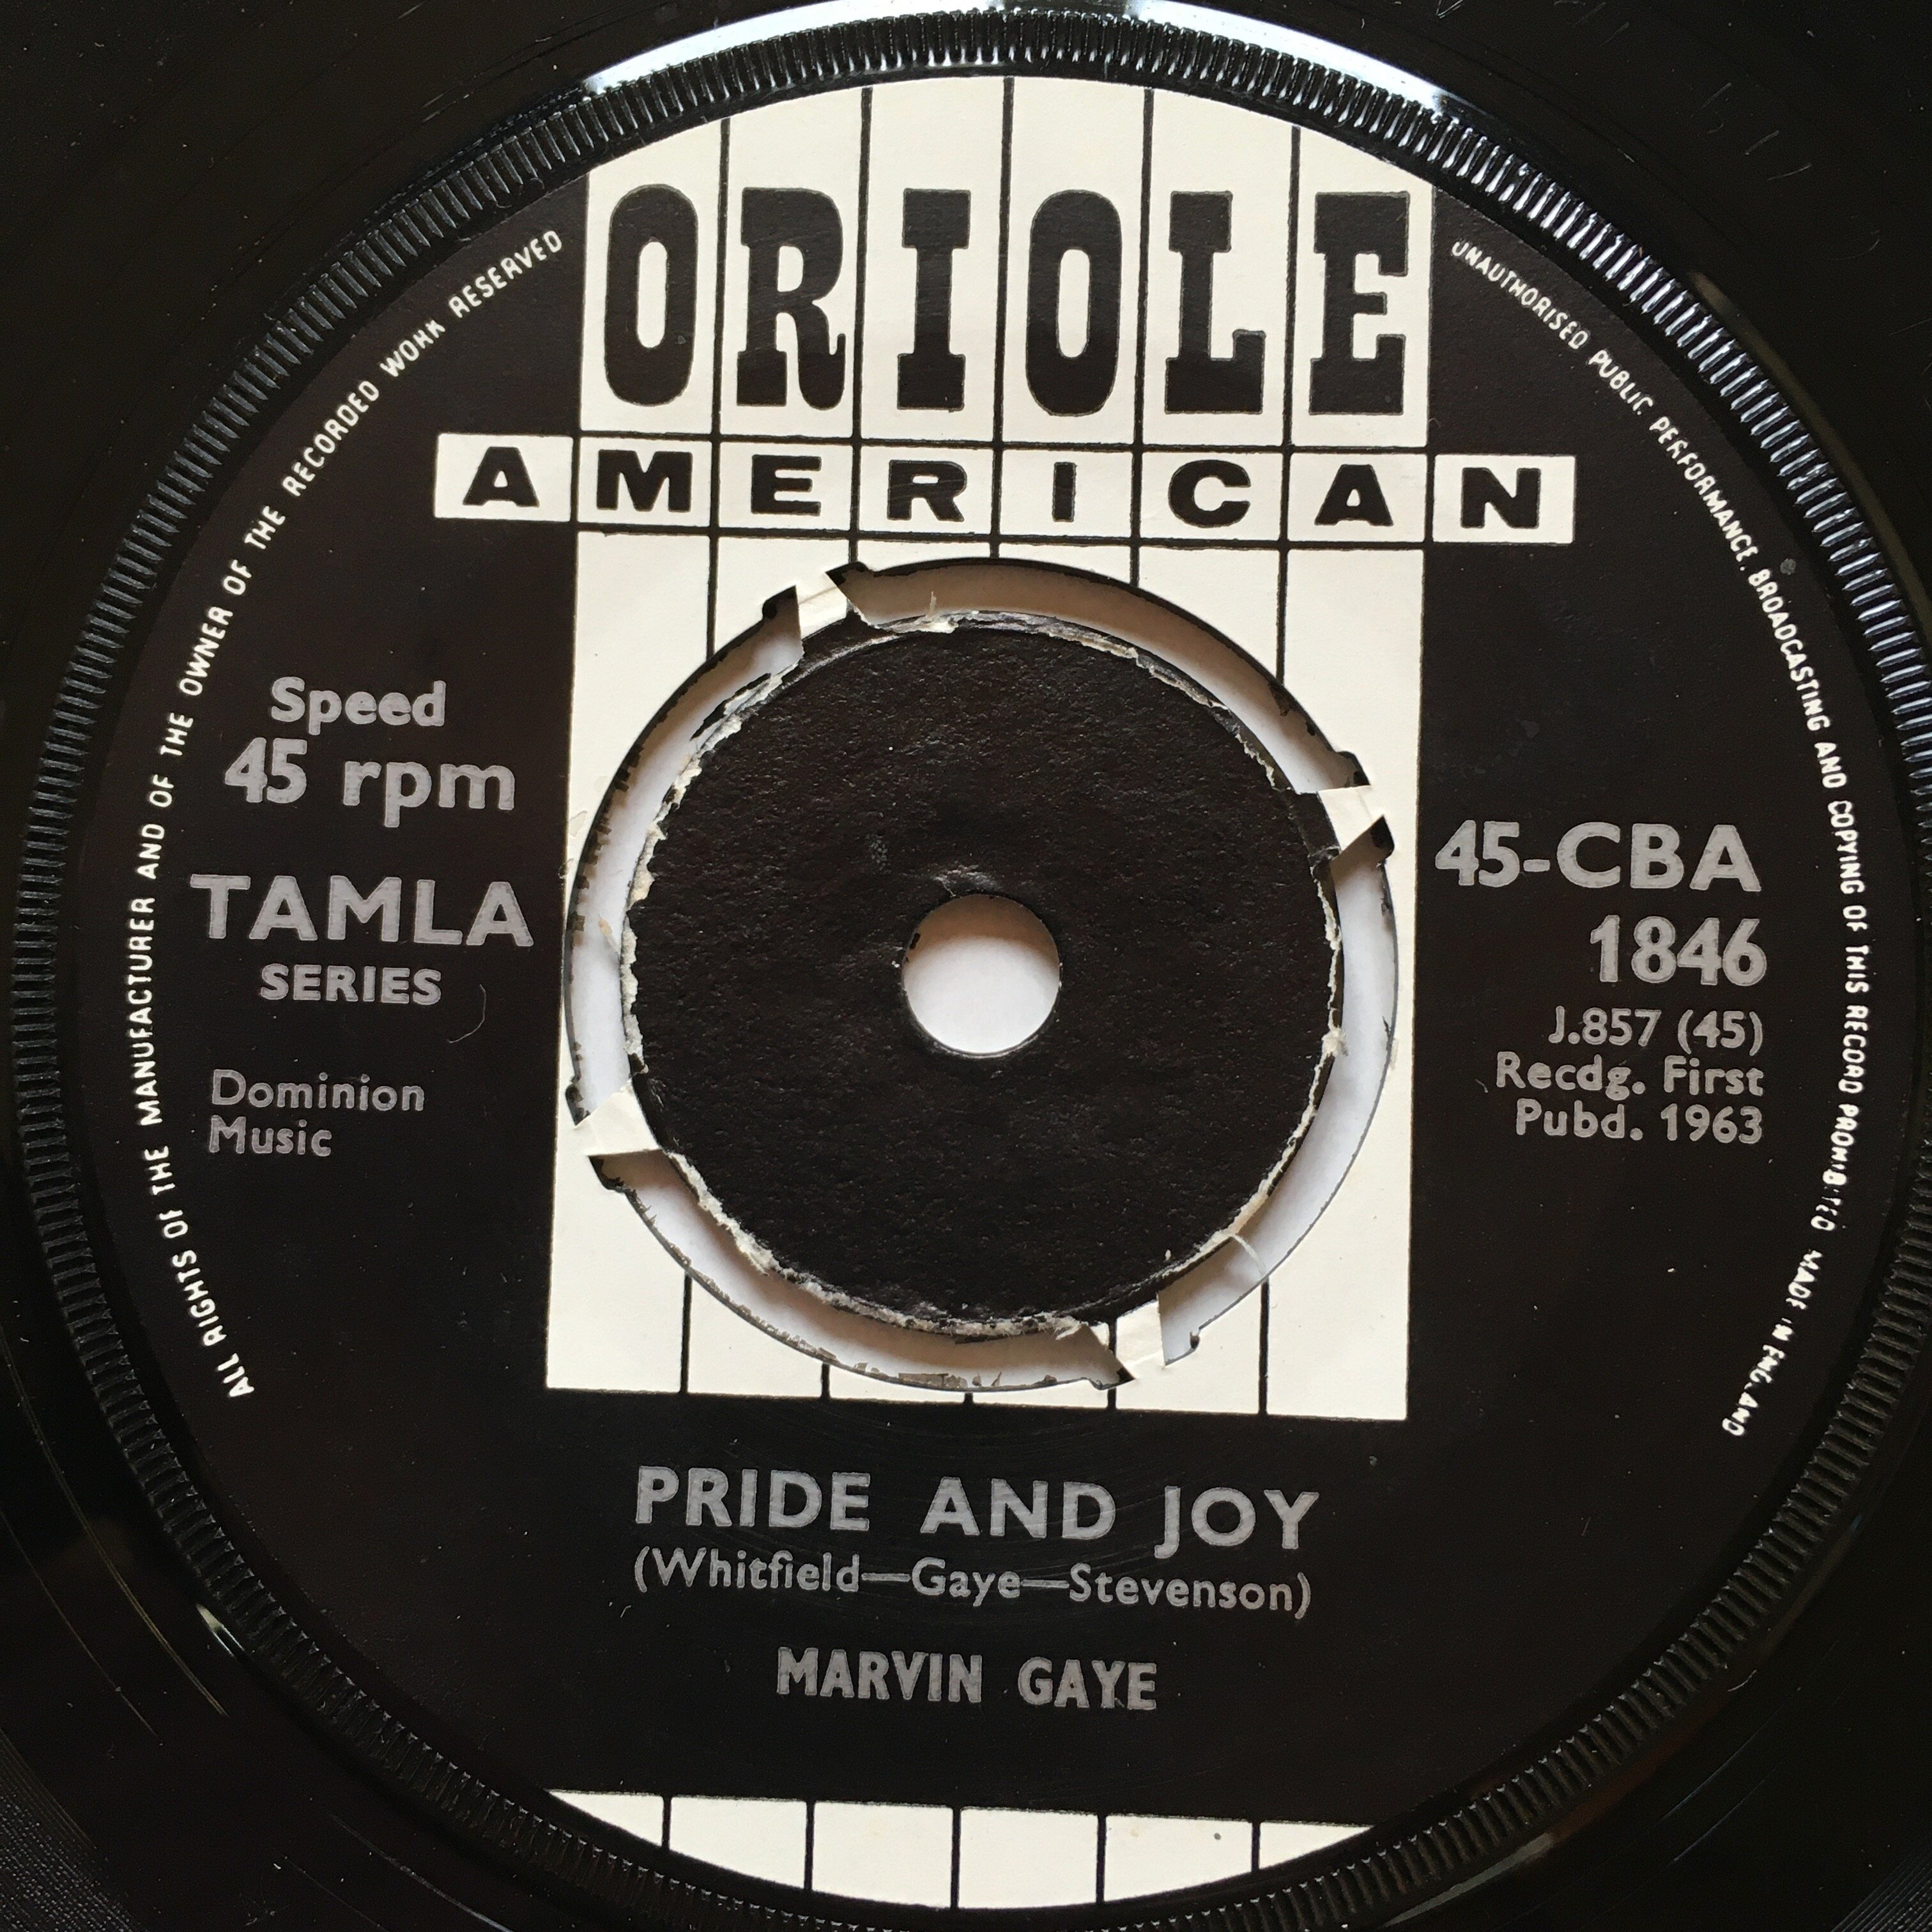 ORIOLE
AMERICAN
ALL RIGHTS OF THE MANUFACTURER AND OF THE OWNER OF THE RECORDED WORK RESERVED
UNAUTHORISED PUBLIC PERFORMANCE, BROADCASTING AND COPYING OF THIS RECORD PROHIBITED MADE IN ENGLAND
Speed
45 rpm
TAMLA
SERIES
Dominion
Music
45-CBA
1846
J.857 (45)
Recdg. First
Pubd. 1963
PRIDE AND JOY
(Whitfield—Gaye—Stevenson)
MARVIN GAYE